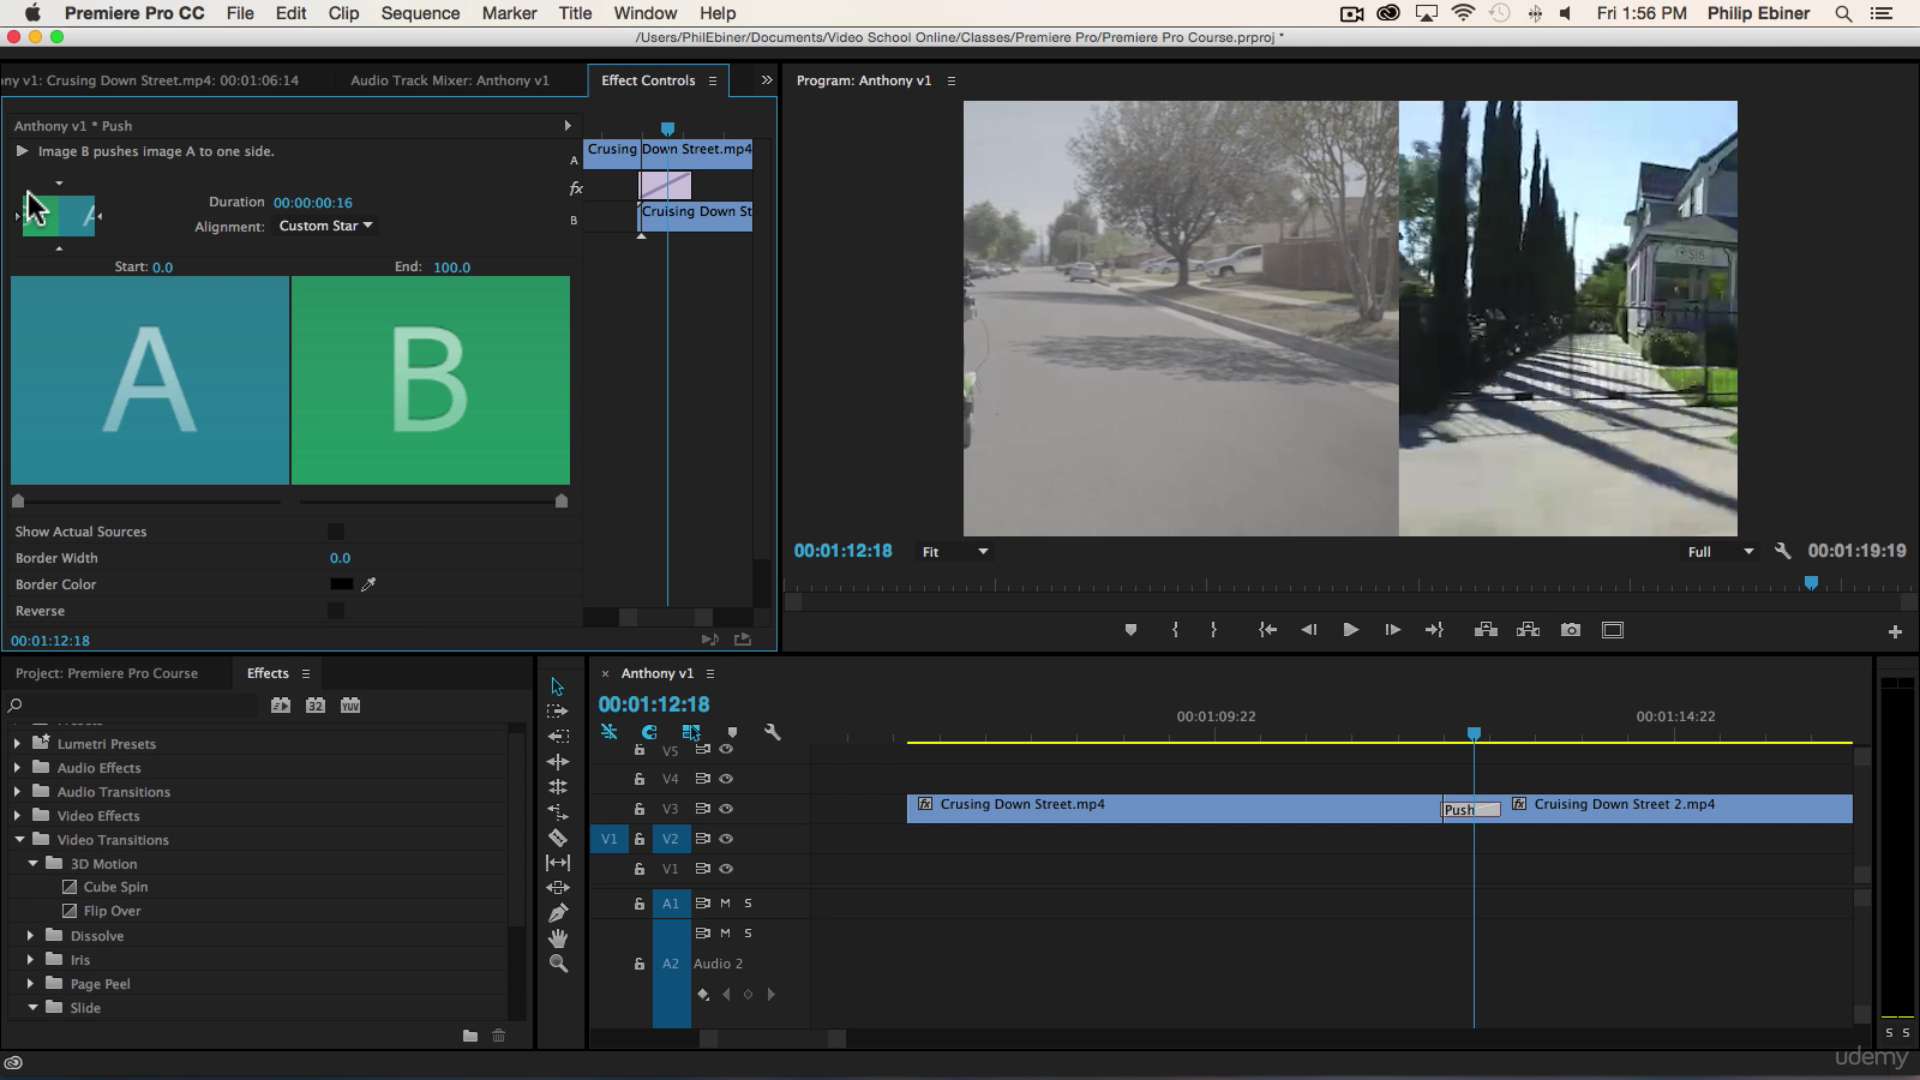 Premiere Pro CC File Edit Clip Sequence Marker Title Window Help Fri 1:56 PM Philip Ebiner
/Users/PhilEbiner/Documents/Video School Online/Classes/Premiere Pro/Premiere Pro Course.prproj *
ny v1: Crusing Down Street.mp4: 00:01:06:14 Audio Track Mixer: Anthony v1 Effect Controls
Program: Anthony v1
Anthony v1 * Push
Image B pushes image A to one side.
A Crusing Down Street.mp4
Duration 00:00:00:16
fx
Alignment: Custom Star
B Cruising Down St
Start: 0.0 End: 100.0
A B
Show Actual Sources
Border Width 0.0
Border Color
Reverse
00:01:12:18
00:01:12:18 Fit Full 00:01:19:19
Project: Premiere Pro Course Effects
32 YUV
Lumetri Presets
Audio Effects
Audio Transitions
Video Effects
Video Transitions
3D Motion
Cube Spin
Flip Over
Dissolve
Iris
Page Peel
Slide
Anthony v1
00:01:12:18
00:01:09:22 00:01:14:22
V5
V4
V3 fx Crusing Down Street.mp4 Push fx Cruising Down Street 2.mp4
V1 V2
V1
A1 M S
M S
A2 Audio 2
S S
udemy